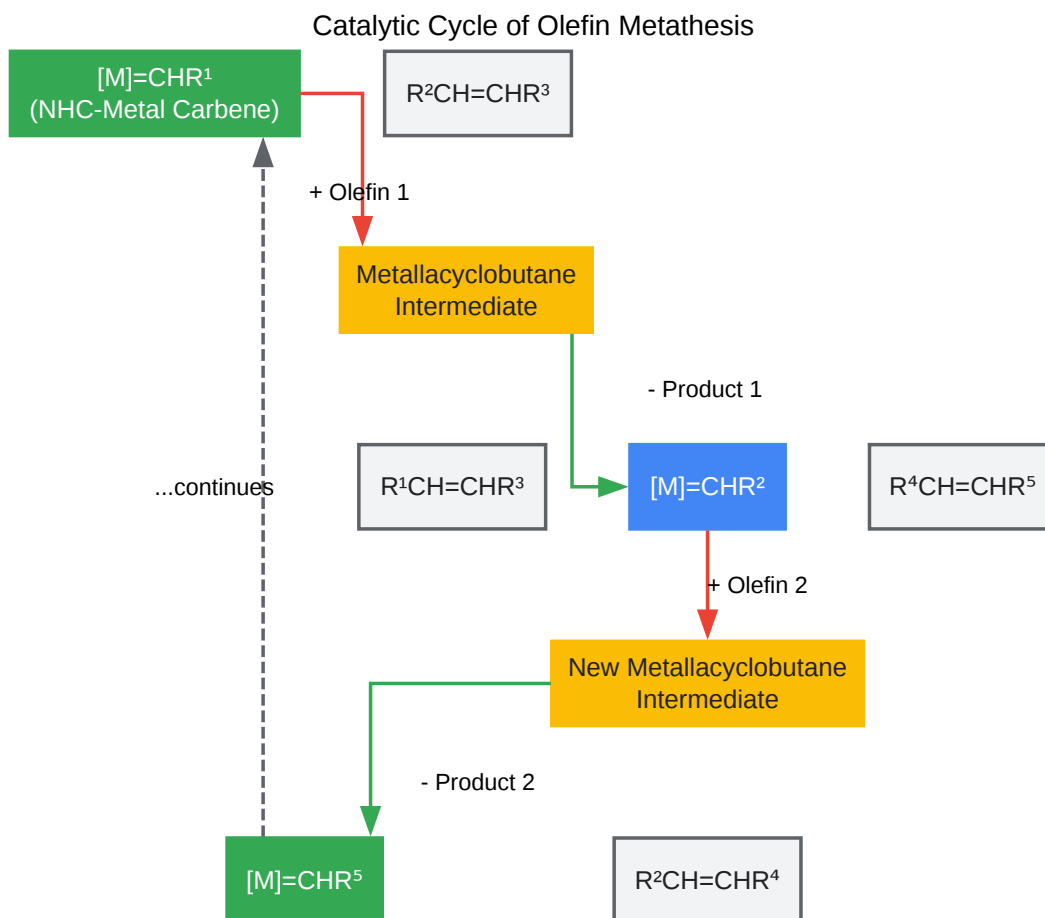 Catalytic Cycle of Olefin Metathesis
[M]=CHR¹
(NHC-Metal Carbene)
R²CH=CHR³
+ Olefin 1
Metallacyclobutane
Intermediate
- Product 1
...continues
R¹CH=CHR³
[M]=CHR²
R⁴CH=CHR⁵
+ Olefin 2
New Metallacyclobutane
Intermediate
- Product 2
[M]=CHR⁵
R²CH=CHR⁴